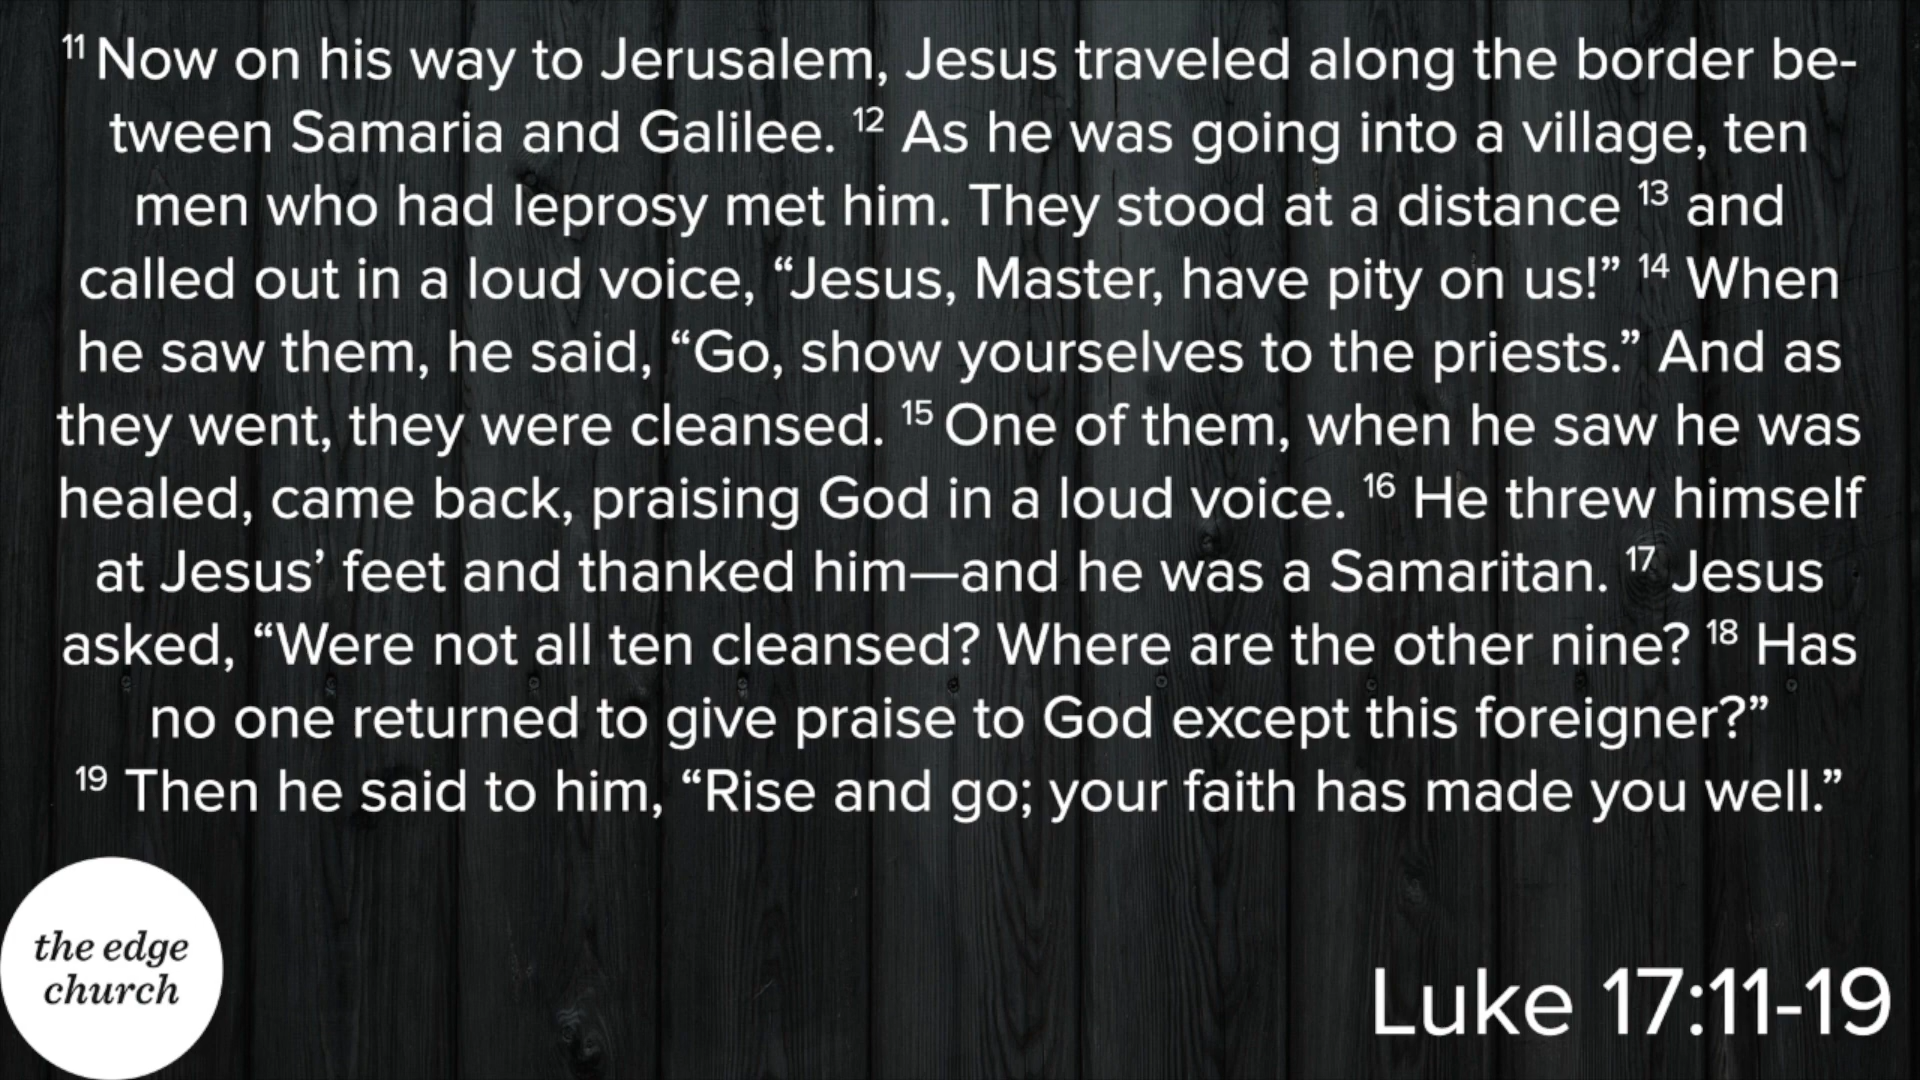 11 Now on his way to Jerusalem, Jesus traveled along the border be-
tween Samaria and Galilee. 12 As he was going into a village, ten
men who had leprosy met him. They stood at a distance 13 and
called out in a loud voice, “Jesus, Master, have pity on us!” 14 When
he saw them, he said, “Go, show yourselves to the priests.” And as
they went, they were cleansed. 15 One of them, when he saw he was
healed, came back, praising God in a loud voice. 16 He threw himself
at Jesus’ feet and thanked him—and he was a Samaritan. 17 Jesus
asked, “Were not all ten cleansed? Where are the other nine? 18 Has
no one returned to give praise to God except this foreigner?”
19 Then he said to him, “Rise and go; your faith has made you well.”
the edge
church
Luke 17:11-19